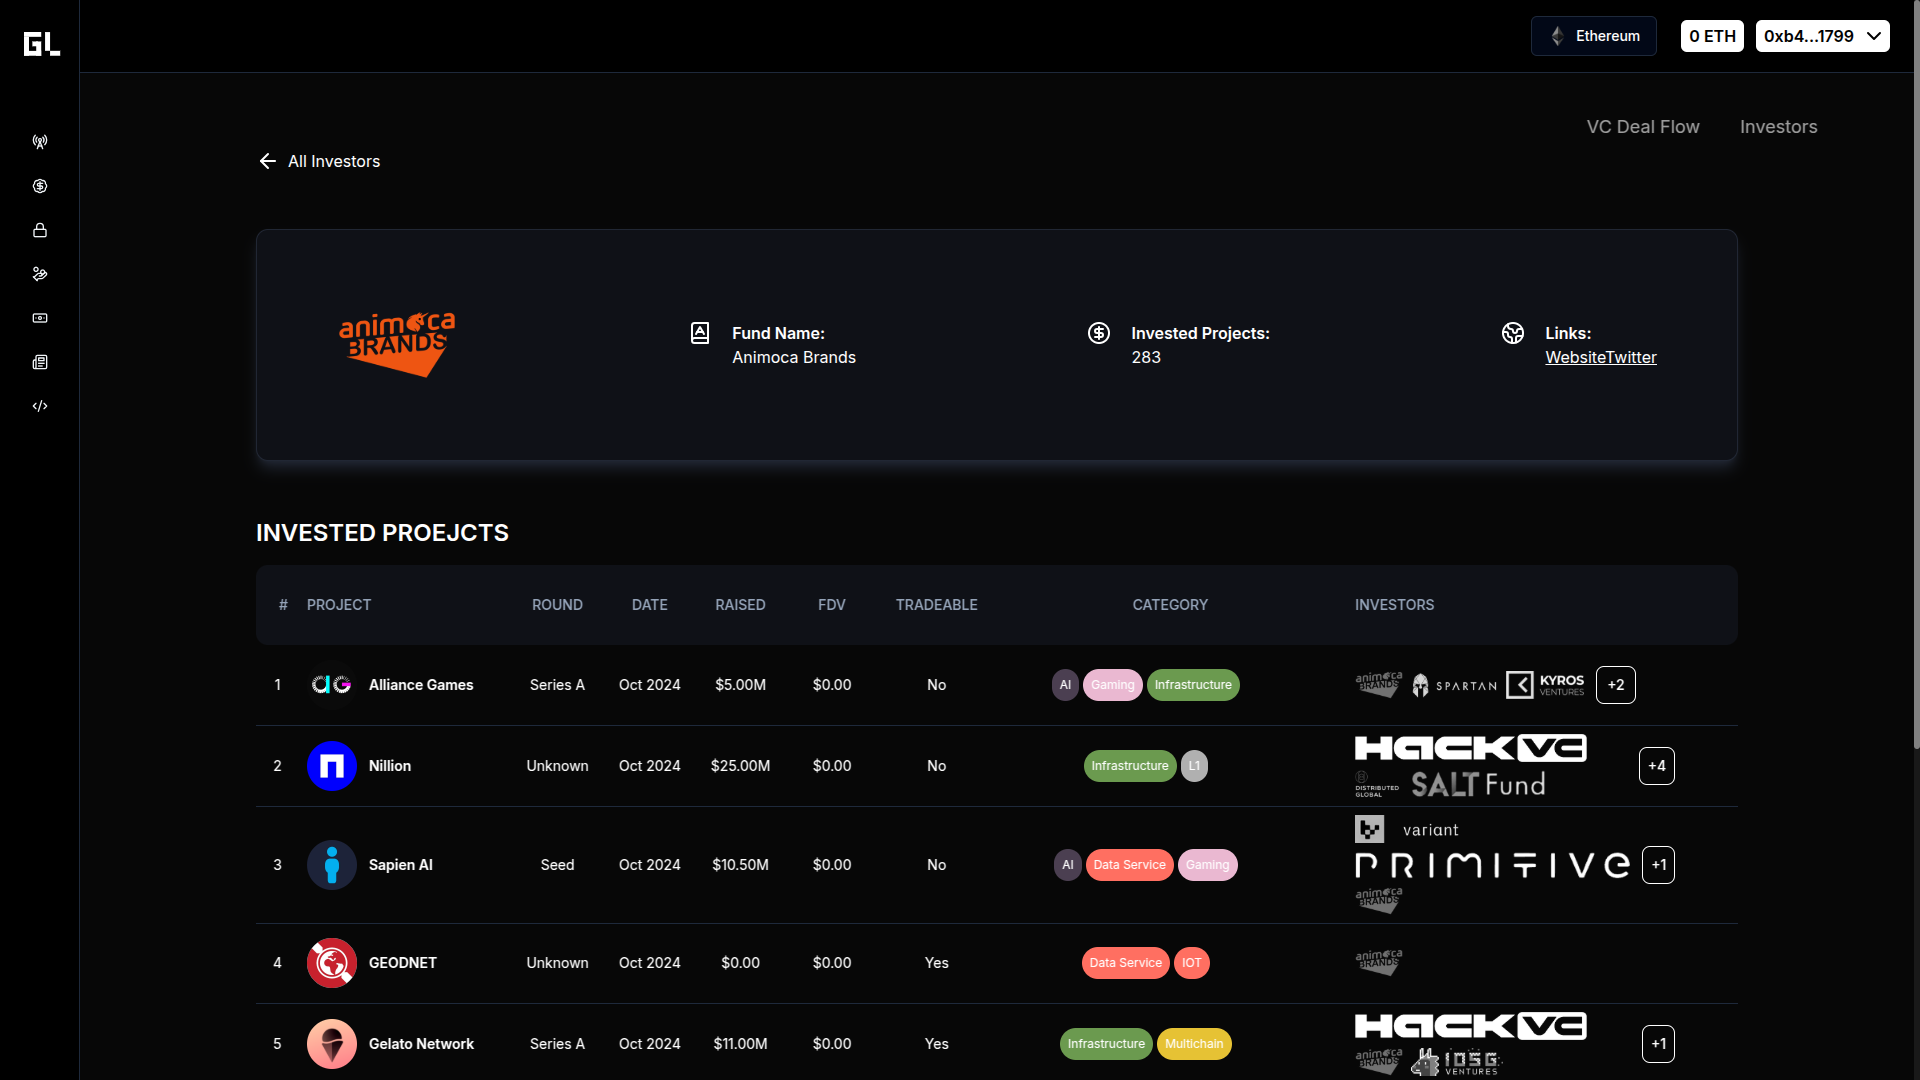 GL
Ethereum
0 ETH
0xb4...1799
VC Deal Flow
Investors
All Investors
animoca
BRANDS
Fund Name:
Animoca Brands
Invested Projects:
283
Links:
WebsiteTwitter
INVESTED PROEJCTS
# PROJECT ROUND DATE RAISED FDV TRADEABLE CATEGORY INVESTORS
1 Alliance Games Series A Oct 2024 $5.00M $0.00 No AI Gaming Infrastructure animoca BRANDS SPARTAN KYROS VENTURES +2
2 Nillion Unknown Oct 2024 $25.00M $0.00 No Infrastructure L1 HACK VC DISTRIBUTED GLOBAL SALT Fund +4
3 Sapien AI Seed Oct 2024 $10.50M $0.00 No AI Data Service Gaming variant PRIMITIVE animoca BRANDS +1
4 GEODNET Unknown Oct 2024 $0.00 $0.00 Yes Data Service IOT animoca BRANDS
5 Gelato Network Series A Oct 2024 $11.00M $0.00 Yes Infrastructure Multichain HACK VC animoca BRANDS IOSG VENTURES +1